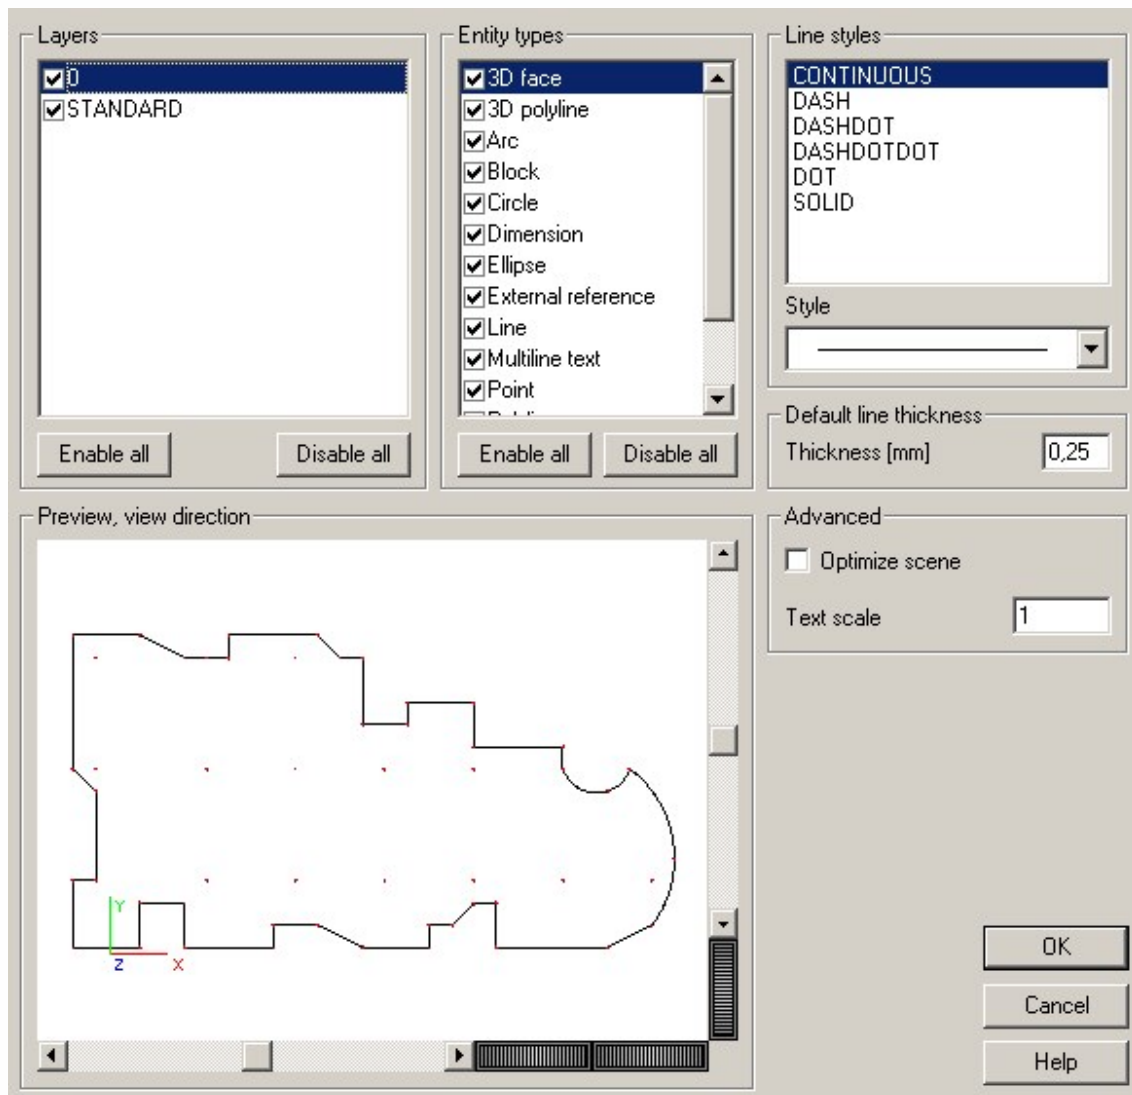 Layers
0
STANDARD
Enable all
Disable all
Entity types
3D face
3D polyline
Arc
Block
Circle
Dimension
Ellipse
External reference
Line
Multiline text
Point
Enable all
Disable all
Line styles
CONTINUOUS
DASH
DASHDOT
DASHDOTDOT
DOT
SOLID
Style
Default line thickness
Thickness [mm]
0,25
Preview, view direction
Y
Z
X
Advanced
Optimize scene
Text scale
1
OK
Cancel
Help